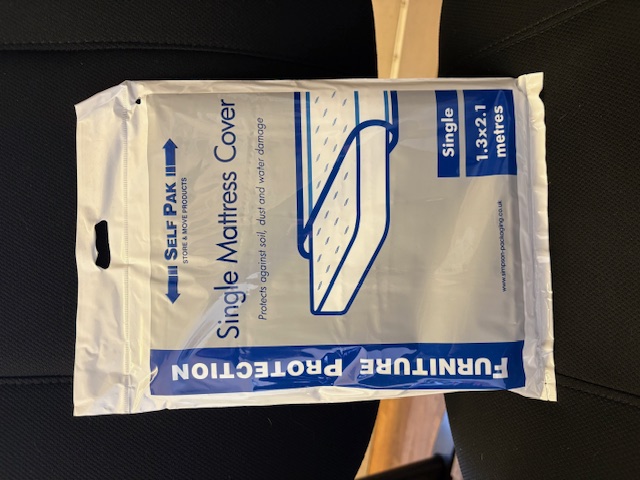 SELF PAK
STORE & MOVE PRODUCTS
Single Mattress Cover
Protects against soil, dust and water damage
Single
1.3x2.1
metres
www.simpson-packaging.co.uk
FURNITURE PROTECTION